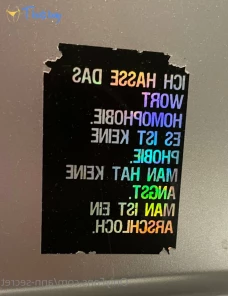 ICH HASSE DAS
WORT
HOMOPHOBIE.
ES IST KEINE
PHOBIE.
MAN HAT KEINE
ANGST.
MAN IST EIN
ARSCHLOCH.